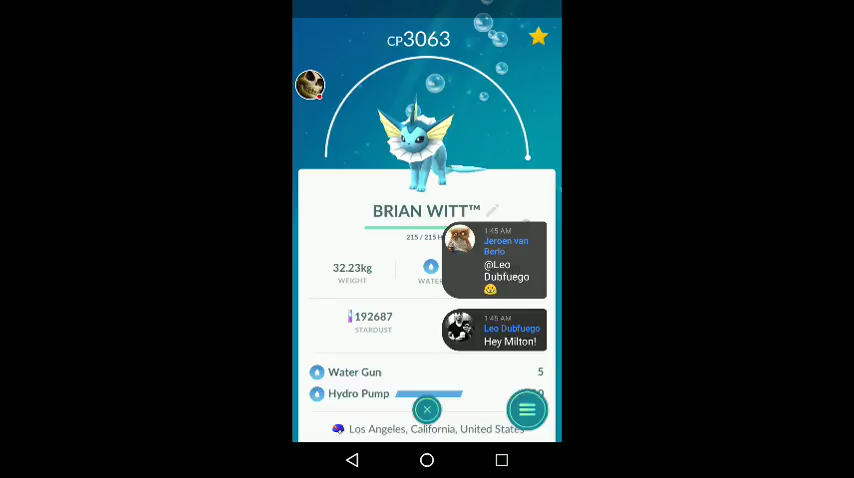 CP3063
BRIAN WITT™
215 / 215 H
1:45 AM
Jeroen van
Berlo
@Leo
Dubfuego
32.23kg
WEIGHT
WATER
192687
STARDUST
1:45 AM
Leo Dubfuego
Hey Milton!
Water Gun 5
Hydro Pump
Los Angeles, California, United States